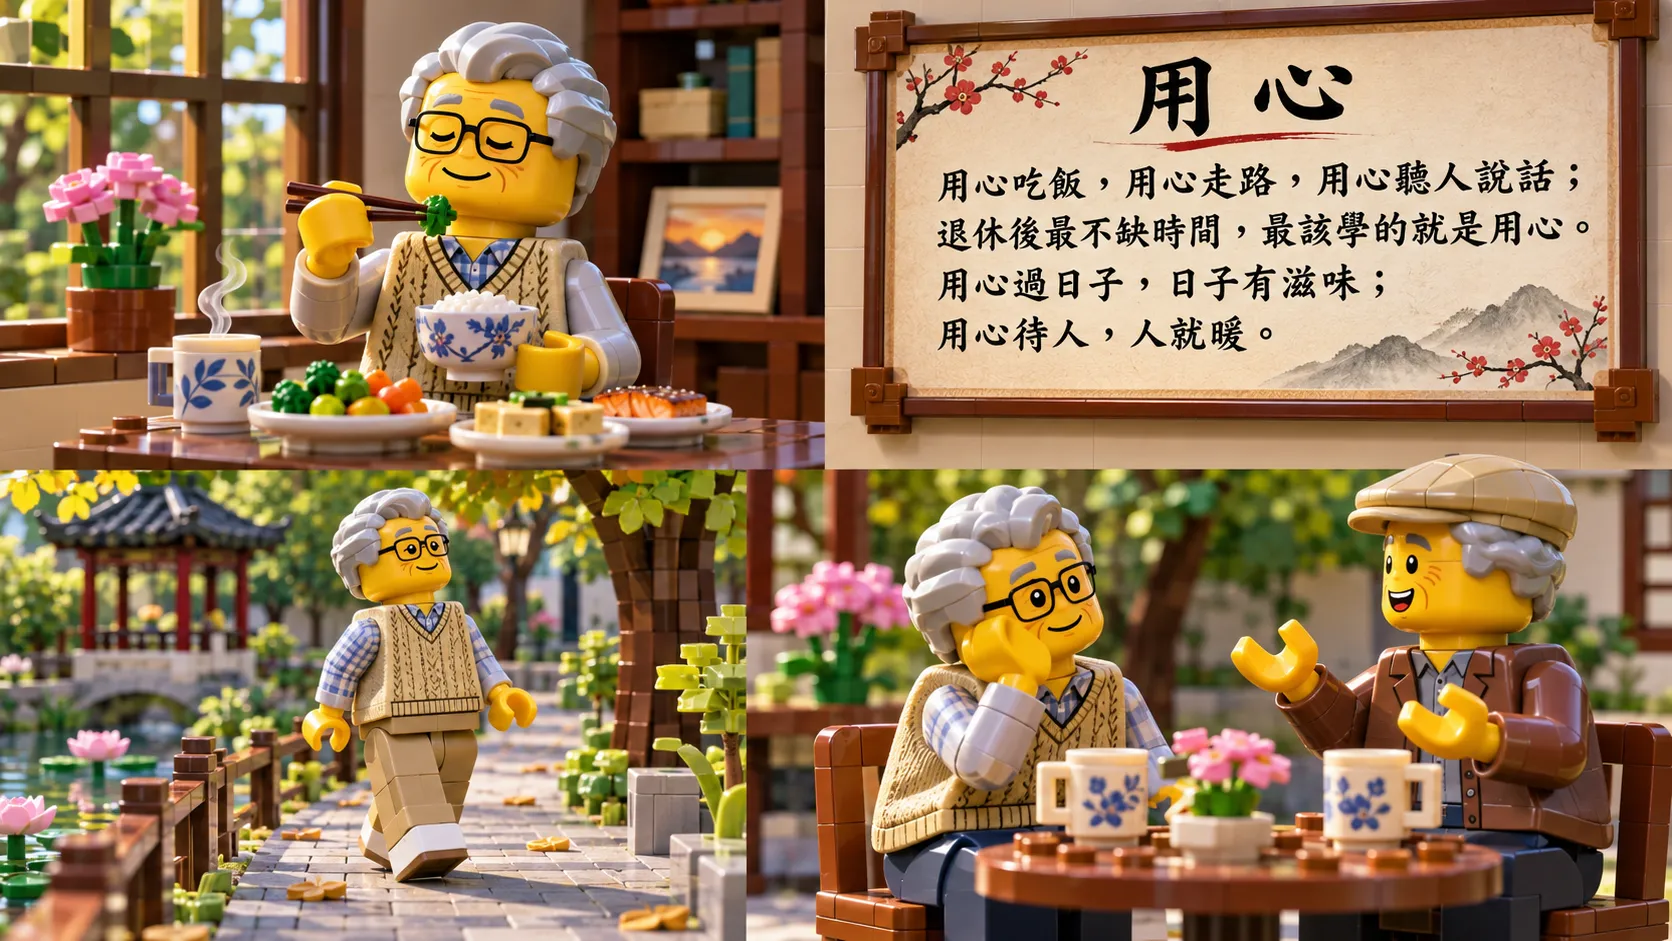 用心
用心吃飯，用心走路，用心聽人說話；
退休後最不缺時間，最該學的就是用心。
用心過日子，日子有滋味；
用心待人，人就暖。